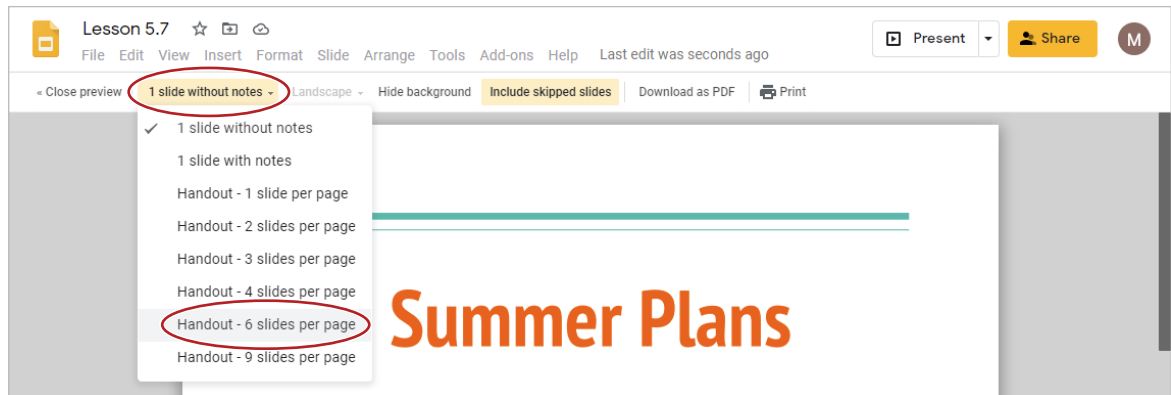 Lesson 5.7
File Edit View Insert Format Slide Arrange Tools Add-ons Help Last edit was seconds ago
Present
Share
M
« Close preview 1 slide without notes Landscape Hide background Include skipped slides Download as PDF Print
1 slide without notes
1 slide with notes
Handout - 1 slide per page
Handout - 2 slides per page
Handout - 3 slides per page
Handout - 4 slides per page
Handout - 6 slides per page
Handout - 9 slides per page
Summer Plans